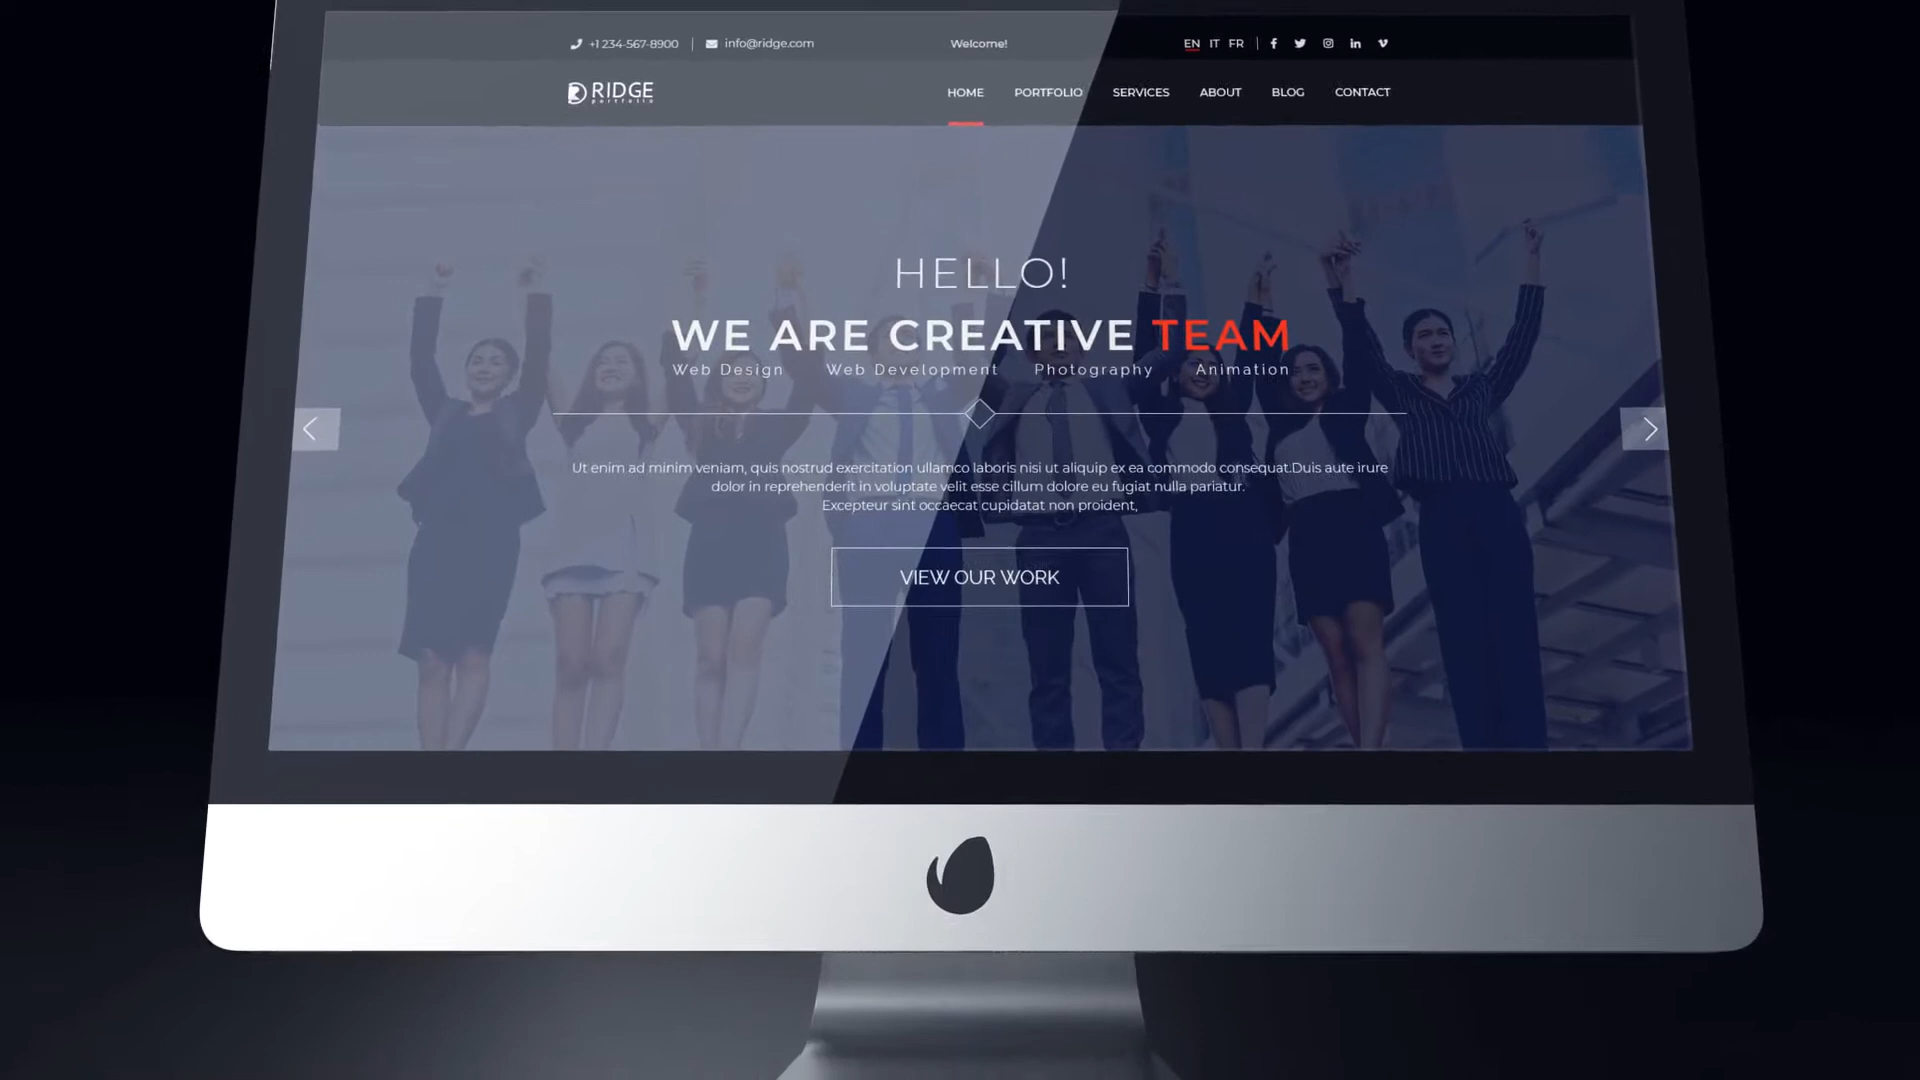 +1 234-567-8900 | info@ridge.com Welcome! EN IT FR |
RIDGE
portfolio
HOME PORTFOLIO SERVICES ABOUT BLOG CONTACT
HELLO!
WE ARE CREATIVE TEAM
Web Design Web Development Photography Animation
Ut enim ad minim veniam, quis nostrud exercitation ullamco laboris nisi ut aliquip ex ea commodo consequat.Duis aute irure
dolor in reprehenderit in voluptate velit esse cillum dolore eu fugiat nulla pariatur.
Excepteur sint occaecat cupidatat non proident,
VIEW OUR WORK